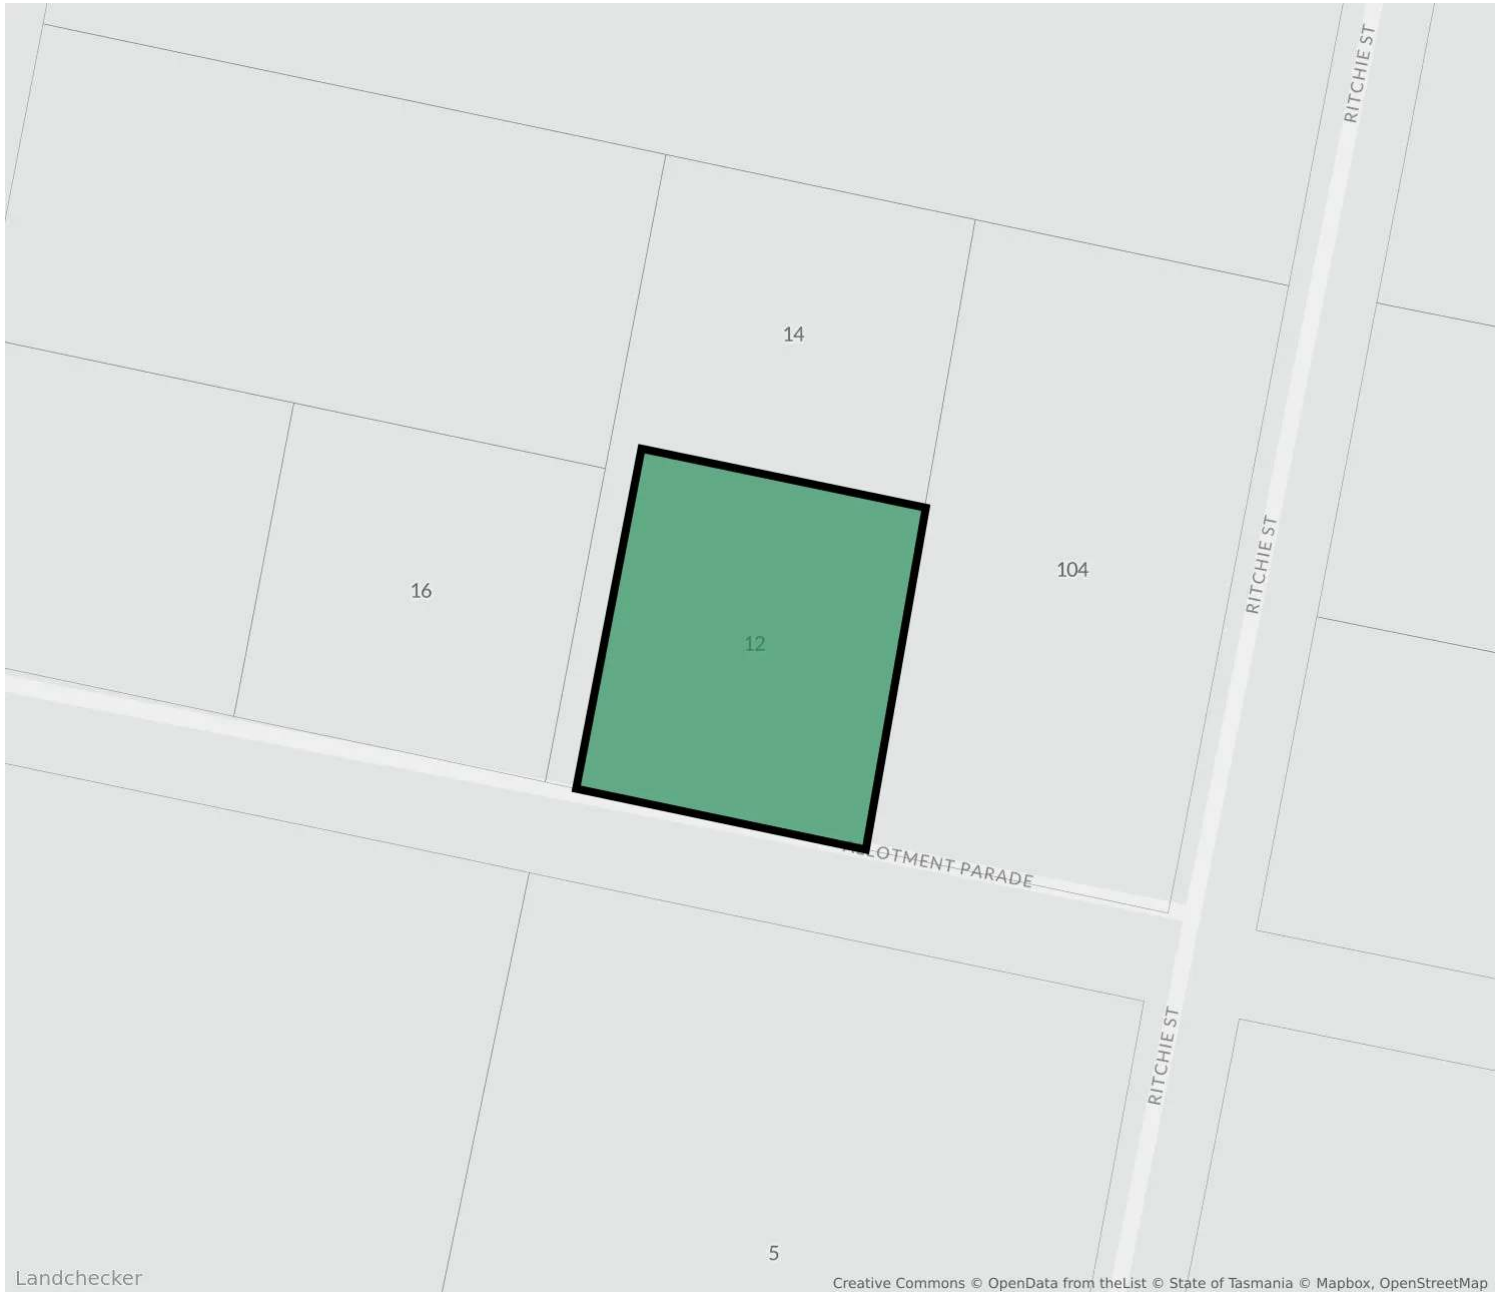 RITCHIE ST
14
104
16
RITCHIE ST
12
ALLOTMENT PARADE
RITCHIE ST
5
Landchecker
Creative Commons © OpenData from theList © State of Tasmania © Mapbox, OpenStreetMap